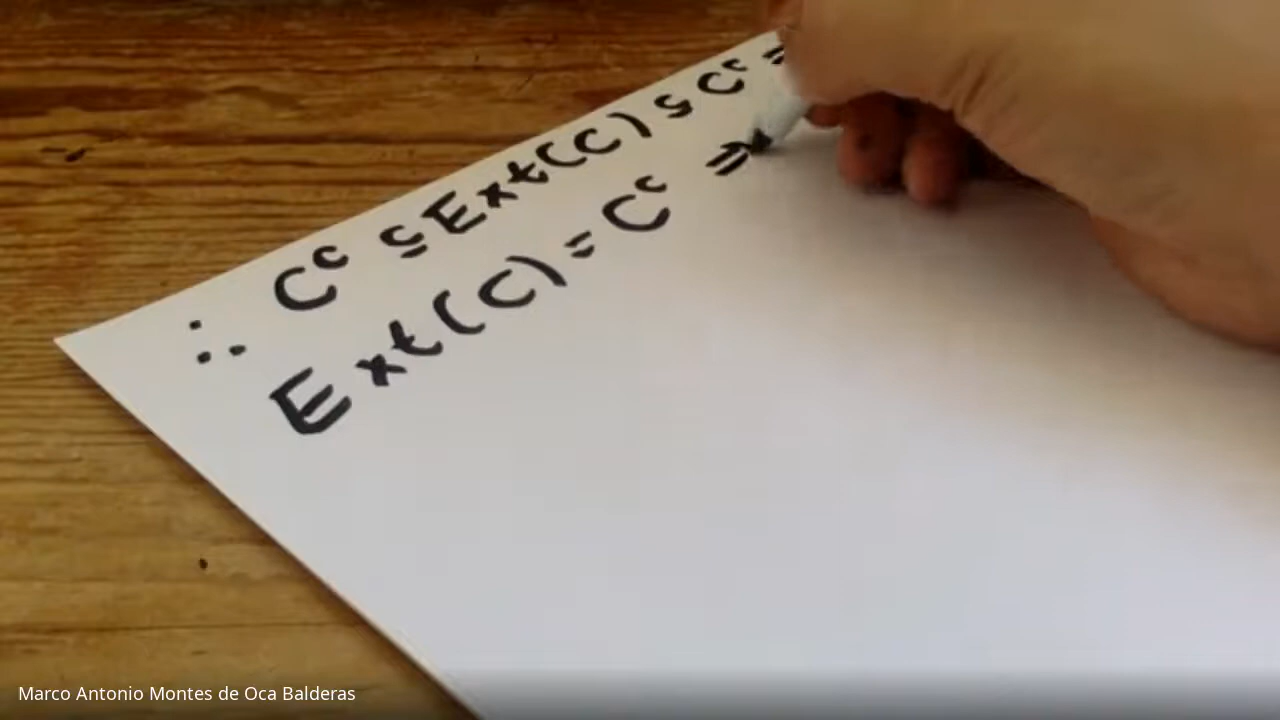 ∴ Cᶜ ⊆ Ext(C) ⊆ Cᶜ =
Ext(C) = Cᶜ =
Marco Antonio Montes de Oca Balderas